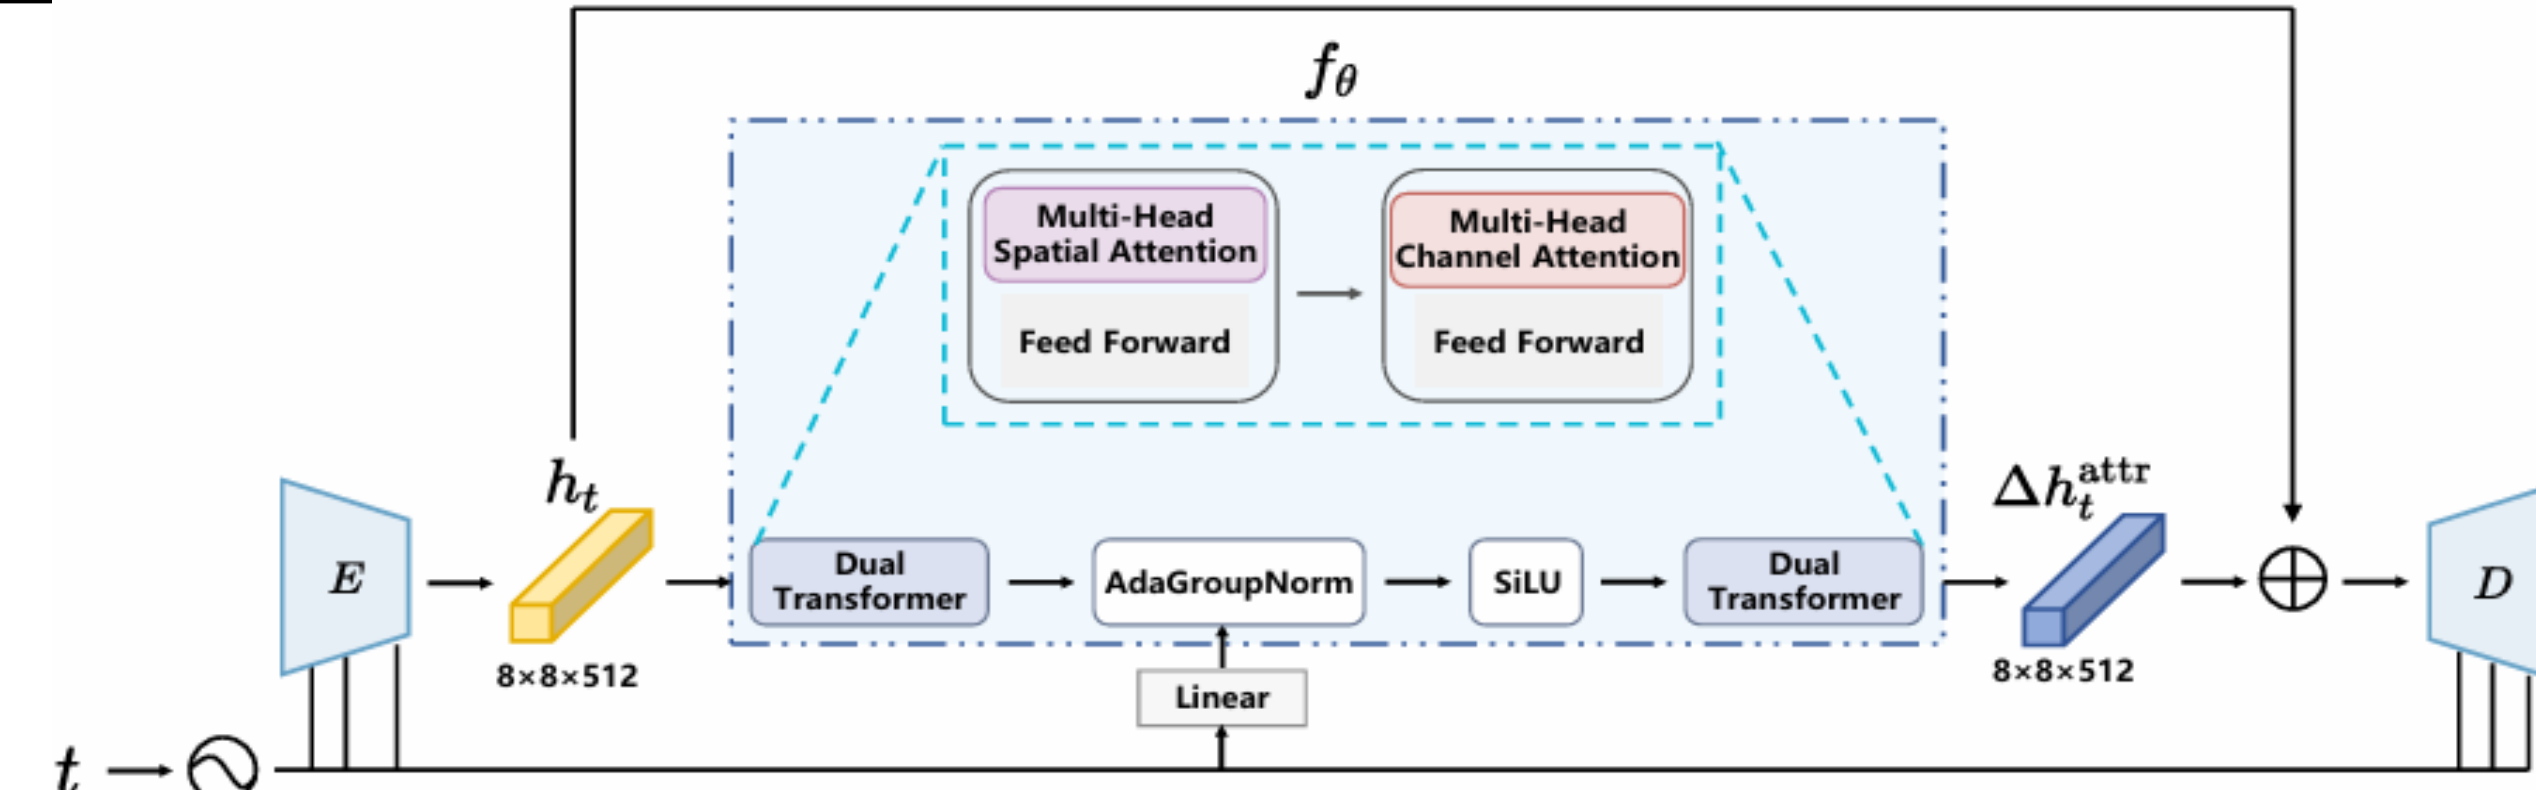 f_θ
Multi-Head
Spatial Attention
Feed Forward
Multi-Head
Channel Attention
Feed Forward
E
h_t
8×8×512
Dual
Transformer
AdaGroupNorm
SiLU
Dual
Transformer
Δh_t^attr
8×8×512
D
Linear
t